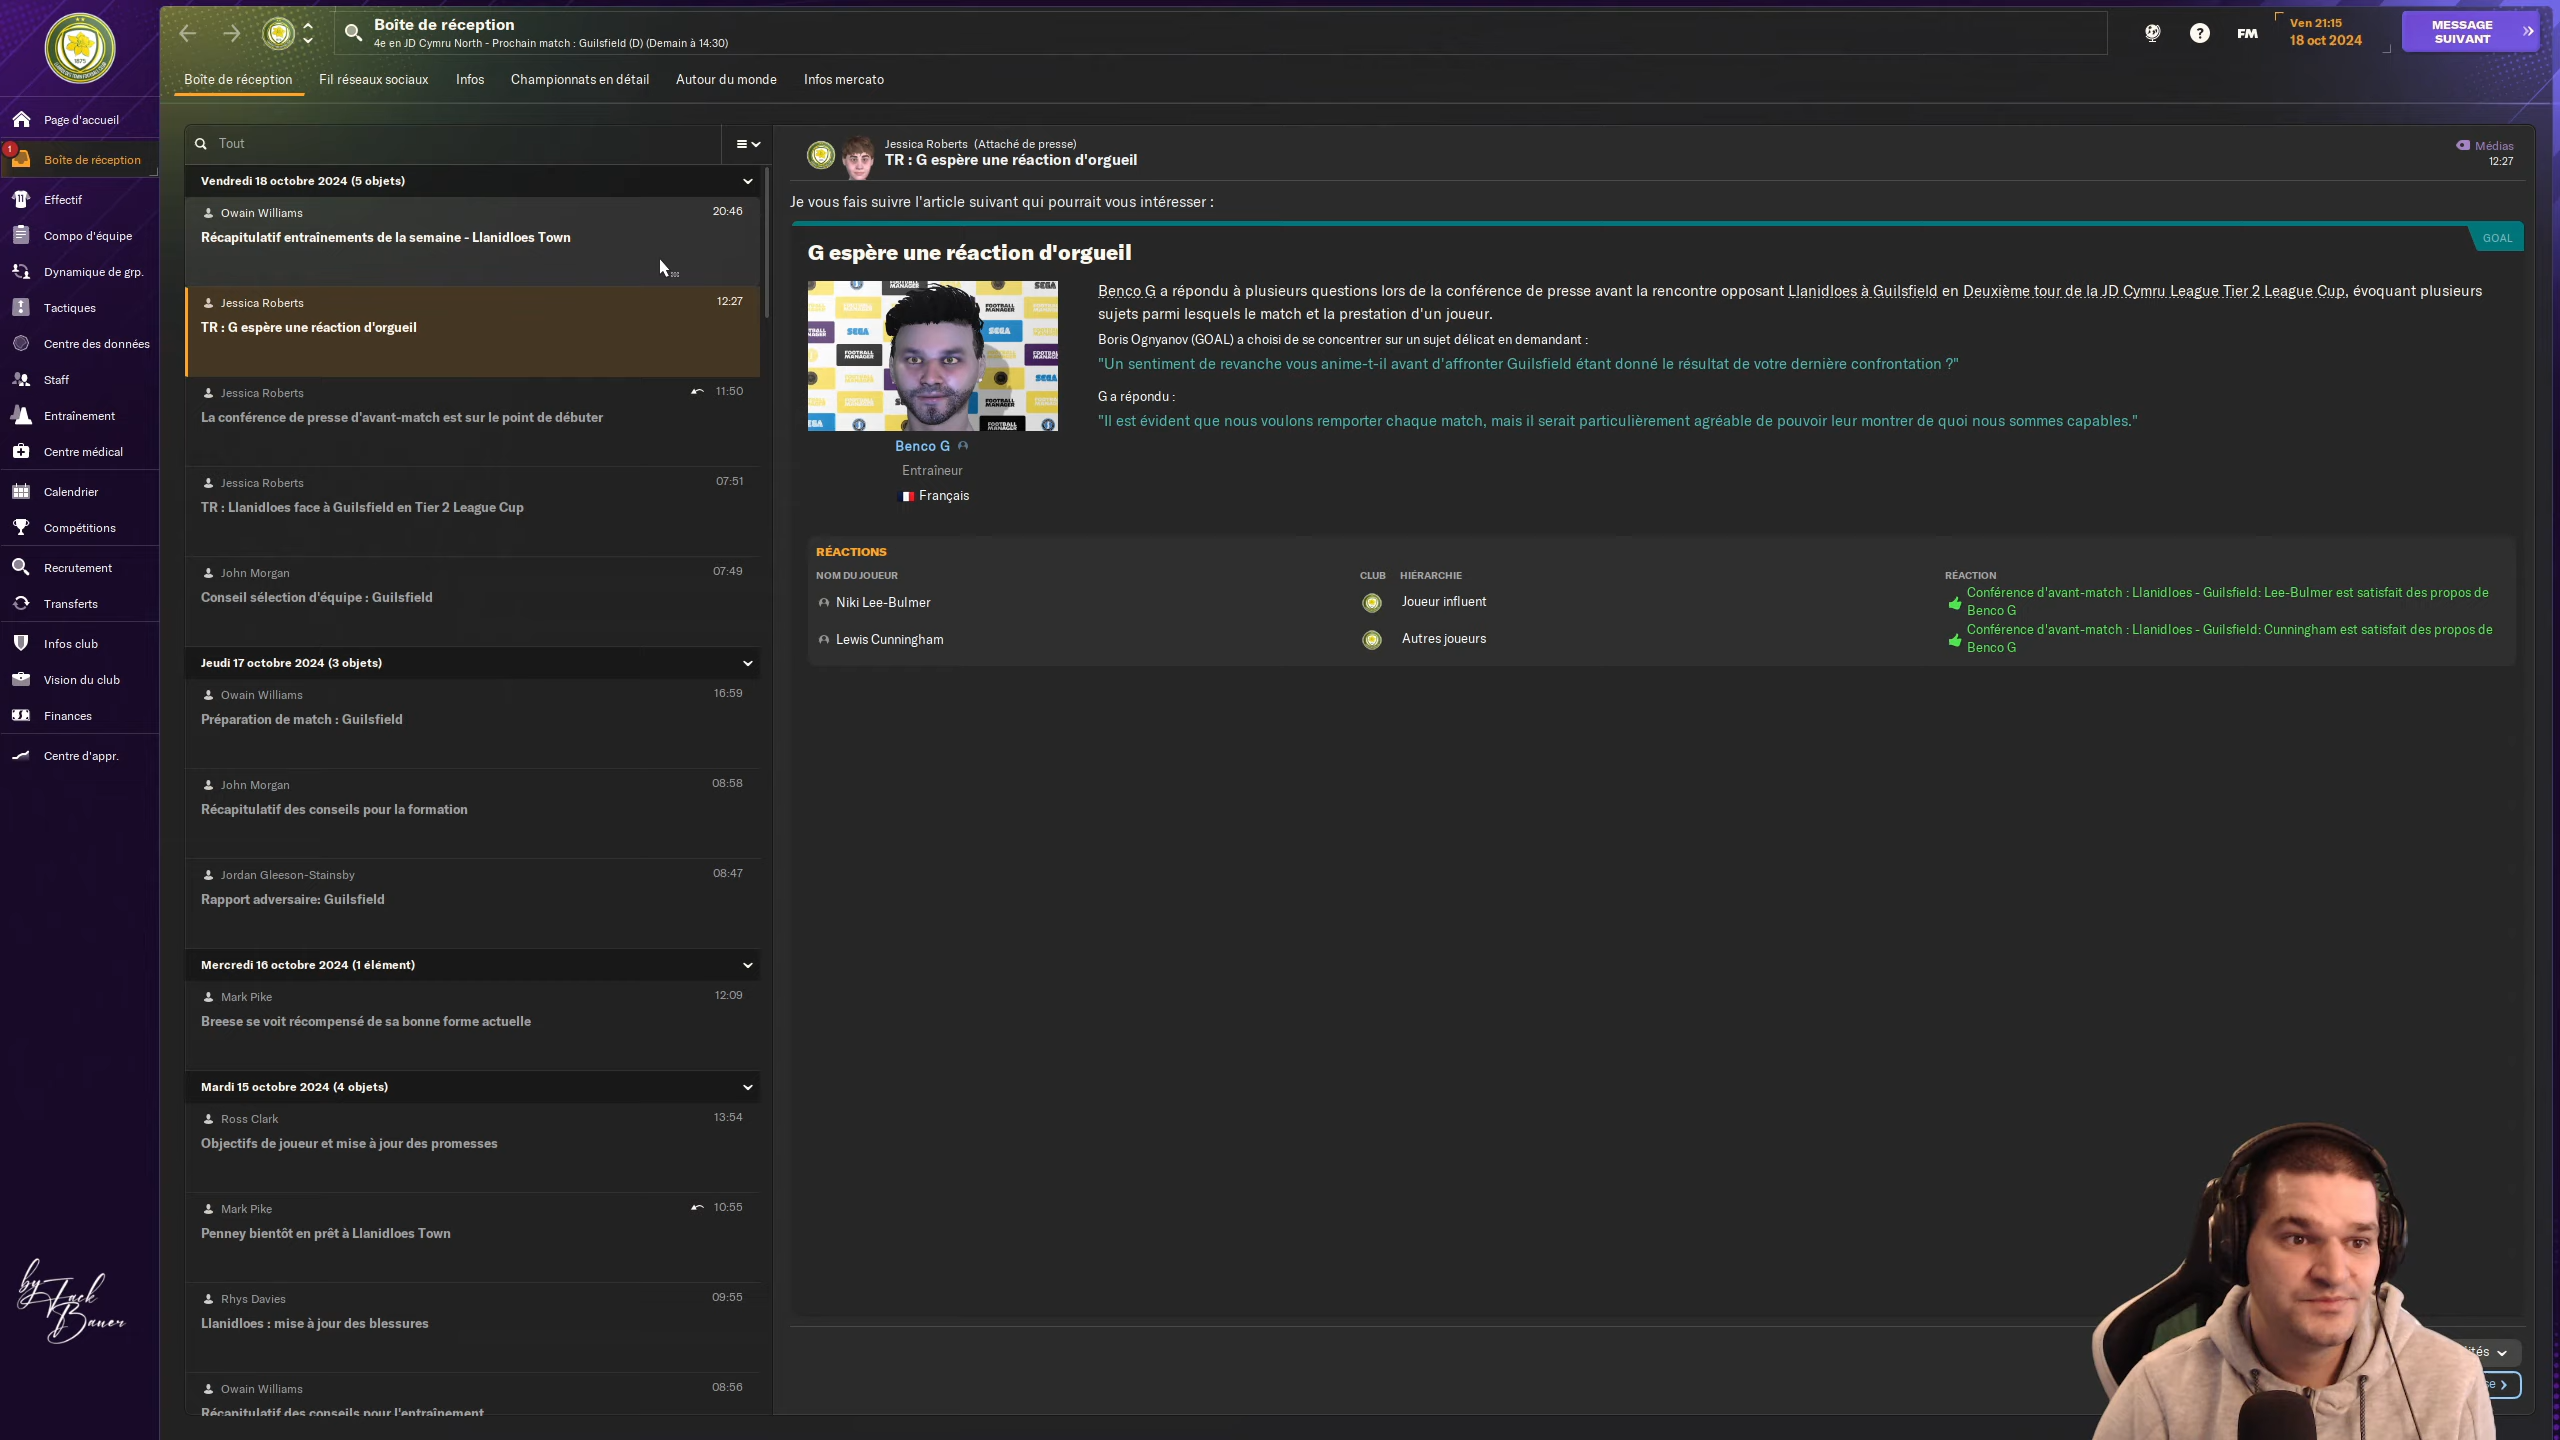 Boîte de réception
4e en JD Cymru North - Prochain match : Guilsfield (D) (Demain à 14:30)
FM
Ven 21:15
18 oct 2024
MESSAGE
SUIVANT
Boîte de réception
Fil réseaux sociaux
Infos
Championnats en détail
Autour du monde
Infos mercato
Page d'accueil
1
Boîte de réception
Effectif
Compo d'équipe
Dynamique de grp.
Tactiques
Centre des données
Staff
Entraînement
Centre médical
Calendrier
Compétitions
Recrutement
Transferts
Infos club
Vision du club
Finances
Centre d'appr.
by Jack
Bauer
Tout
Vendredi 18 octobre 2024 (5 objets)
Owain Williams 20:46
Récapitulatif entraînements de la semaine - Llanidloes Town
Jessica Roberts 12:27
TR : G espère une réaction d'orgueil
Jessica Roberts 11:50
La conférence de presse d'avant-match est sur le point de débuter
Jessica Roberts 07:51
TR : Llanidloes face à Guilsfield en Tier 2 League Cup
John Morgan 07:49
Conseil sélection d'équipe : Guilsfield
Jeudi 17 octobre 2024 (3 objets)
Owain Williams 16:59
Préparation de match : Guilsfield
John Morgan 08:58
Récapitulatif des conseils pour la formation
Jordan Gleeson-Stainsby 08:47
Rapport adversaire: Guilsfield
Mercredi 16 octobre 2024 (1 élément)
Mark Pike 12:09
Breese se voit récompensé de sa bonne forme actuelle
Mardi 15 octobre 2024 (4 objets)
Ross Clark 13:54
Objectifs de joueur et mise à jour des promesses
Mark Pike 10:55
Penney bientôt en prêt à Llanidloes Town
Rhys Davies 09:55
Llanidloes : mise à jour des blessures
Owain Williams 08:56
Récapitulatif des conseils pour l'entraînement
Jessica Roberts (Attaché de presse)
TR : G espère une réaction d'orgueil
Médias
12:27
Je vous fais suivre l'article suivant qui pourrait vous intéresser :
GOAL
G espère une réaction d'orgueil
Benco G a répondu à plusieurs questions lors de la conférence de presse avant la rencontre opposant Llanidloes à Guilsfield en Deuxième tour de la JD Cymru League Tier 2 League Cup, évoquant plusieurs
sujets parmi lesquels le match et la prestation d'un joueur.
Boris Ognyanov (GOAL) a choisi de se concentrer sur un sujet délicat en demandant :
"Un sentiment de revanche vous anime-t-il avant d'affronter Guilsfield étant donné le résultat de votre dernière confrontation ?"
G a répondu :
"Il est évident que nous voulons remporter chaque match, mais il serait particulièrement agréable de pouvoir leur montrer de quoi nous sommes capables."
Benco G
Entraîneur
Français
RÉACTIONS
NOM DU JOUEUR CLUB HIÉRARCHIE RÉACTION
Niki Lee-Bulmer Joueur influent Conférence d'avant-match : Llanidloes - Guilsfield: Lee-Bulmer est satisfait des propos de
Benco G
Lewis Cunningham Autres joueurs Conférence d'avant-match : Llanidloes - Guilsfield: Cunningham est satisfait des propos de
Benco G